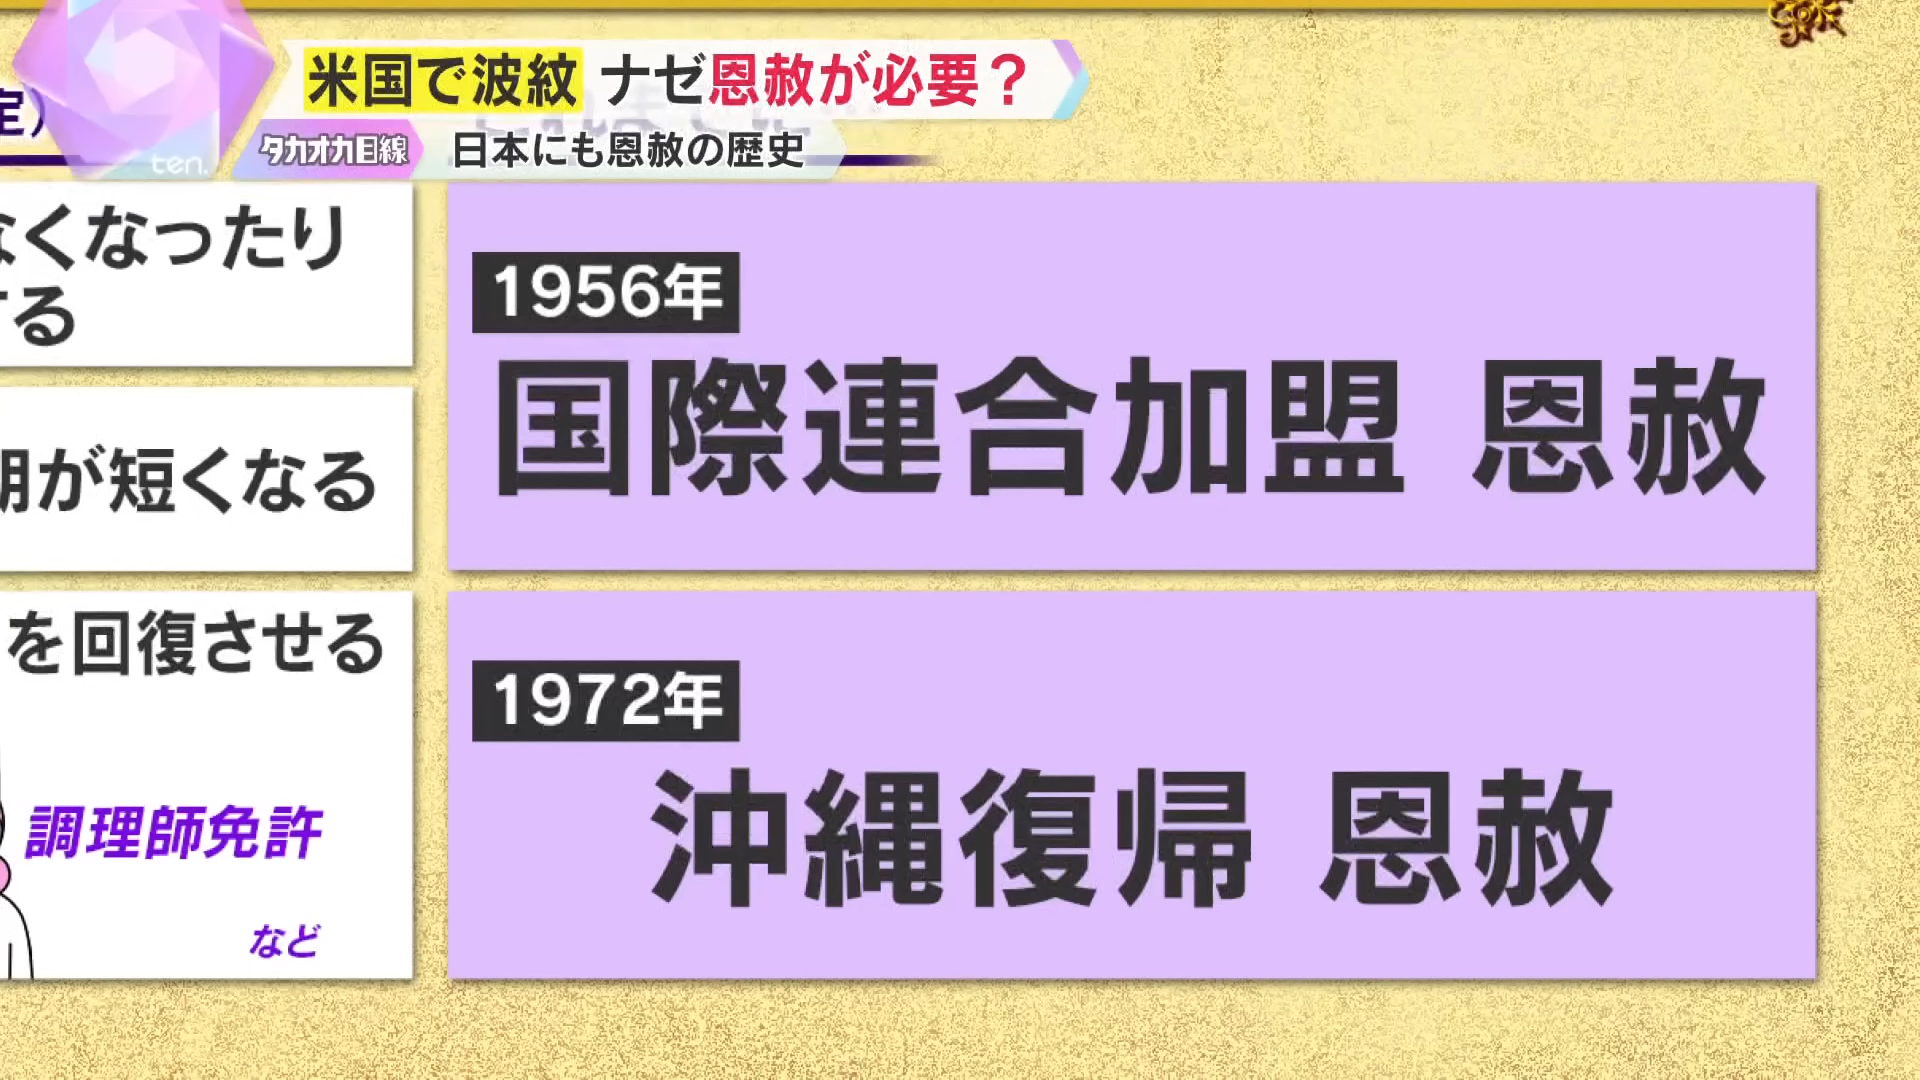 米国で波紋 ナゼ恩赦が必要？
タカオカ目線
日本にも恩赦の歴史
ten.
定）
なくなったり
する
期が短くなる
を回復させる
調理師免許
など
1956年
国際連合加盟 恩赦
1972年
沖縄復帰 恩赦